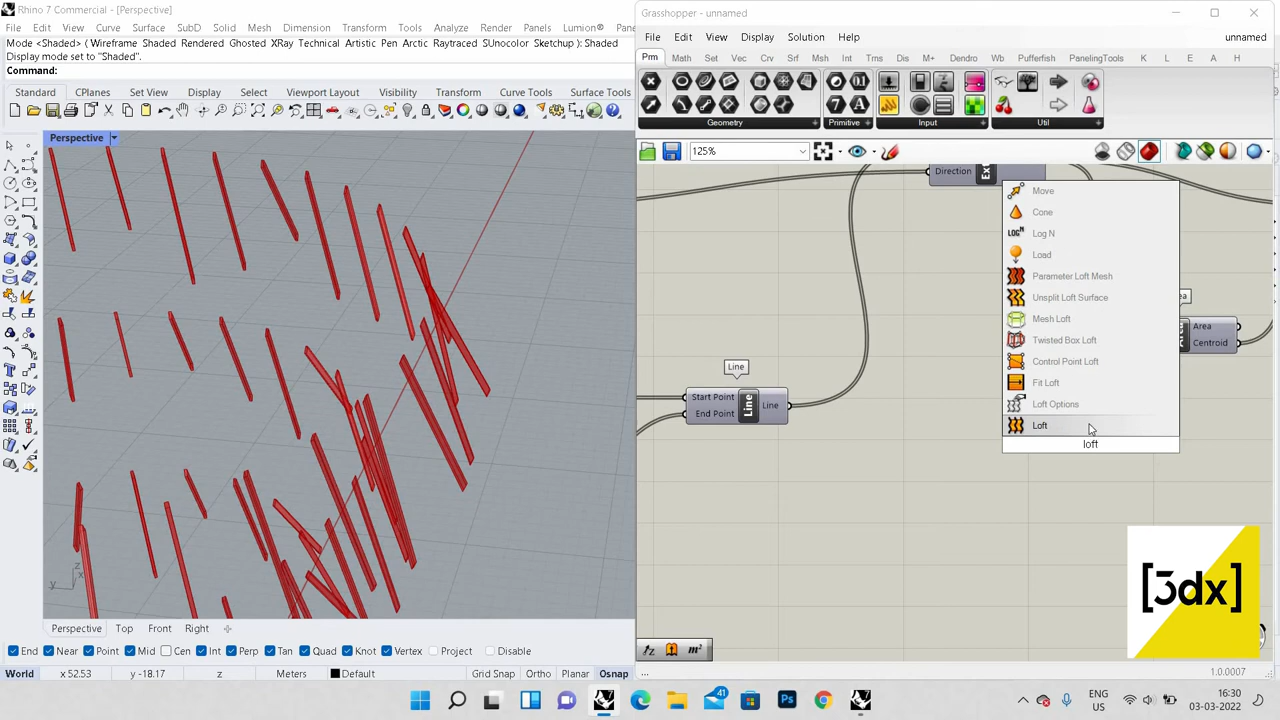 Rhino 7 Commercial - [Perspective]
File Edit View Curve Surface SubD Solid Mesh Dimension Transform Tools Analyze Render Panels Lumion® Help
Mode <Shaded> ( Wireframe Shaded Rendered Ghosted XRay Technical Artistic Pen Arctic Raytraced SUnocolor Sketchup ): Shaded
Display mode set to "Shaded".
Command:
Standard CPlanes Set View Display Select Viewport Layout Visibility Transform Curve Tools Surface Tools
Perspective
y z x
Perspective Top Front Right
End Near Point Mid Cen Int Perp Tan Quad Knot Vertex Project Disable
World x 52.53 y -18.17 z Meters Default Grid Snap Ortho Planar Osnap
Grasshopper - unnamed
File Edit View Display Solution Help unnamed
Prm Math Set Vec Crv Srf Msh Int Trns Dis M+ Dendro Wb Pufferfish PanelingTools K L E A H
Geometry Primitive Input Util
125%
Direction
Move
Cone
Log N
Load
Parameter Loft Mesh
Unsplit Loft Surface
Mesh Loft
Twisted Box Loft
Control Point Loft
Fit Loft
Loft Options
Loft
loft
Area
Centroid
Line
Start Point
End Point
Line
Line
[3dx]
m²
... 1.0.0007
41
ENG
US
16:30
03-03-2022